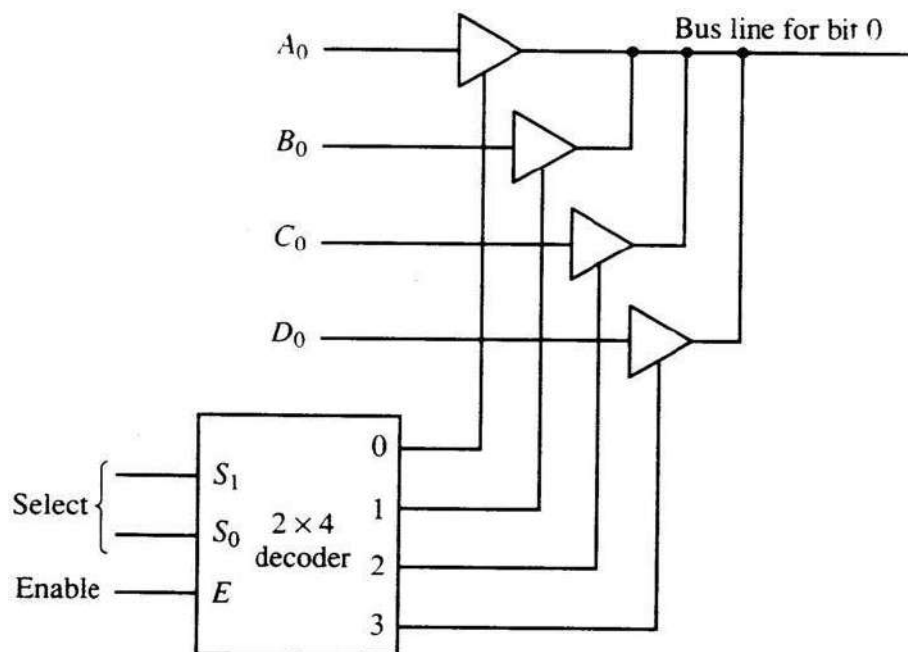 Bus line for bit 0
A₀
B₀
C₀
D₀
0
Select
S₁
1
S₀
2 × 4
decoder
2
Enable
E
3